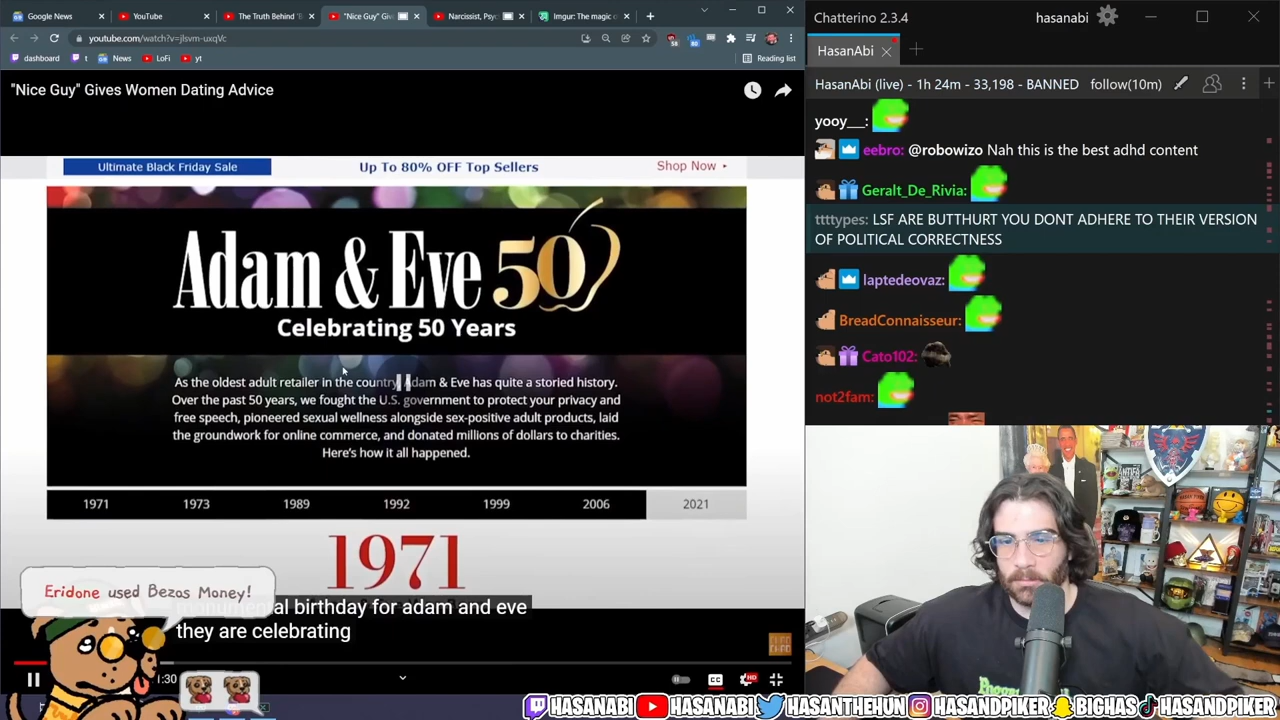 Google News
YouTube
The Truth Behind '
"Nice Guy" Giv
Narcissist, Psyc
Imgur: The magic
youtube.com/watch?v=jlsvm-uxqVc
dashboard
t
News
LoFi
yt
Reading list
"Nice Guy" Gives Women Dating Advice
Ultimate Black Friday Sale
Up To 80% OFF Top Sellers
Shop Now
Adam & Eve 50
Celebrating 50 Years
As the oldest adult retailer in the country, Adam & Eve has quite a storied history.
Over the past 50 years, we fought the U.S. government to protect your privacy and
free speech, pioneered sexual wellness alongside sex-positive adult products, laid
the groundwork for online commerce, and donated millions of dollars to charities.
Here's how it all happened.
1971
1973
1989
1992
1999
2006
2021
1971
Eridone used Bezos Money!
monumental birthday for adam and eve
they are celebrating
1:30
CC
HD
Chatterino 2.3.4
hasanabi
HasanAbi
HasanAbi (live) - 1h 24m - 33,198 - BANNED
follow(10m)
yooy__:
eebro: @robowizo Nah this is the best adhd content
Geralt_De_Rivia:
ttttypes: LSF ARE BUTTHURT YOU DONT ADHERE TO THEIR VERSION
OF POLITICAL CORRECTNESS
laptedeovaz:
BreadConnaisseur:
Cato102:
not2fam:
ANTIFA
HASANABI
HASANABI
HASANTHEHUN
HASANDPIKER
BIGHAS
HASANDPIKER